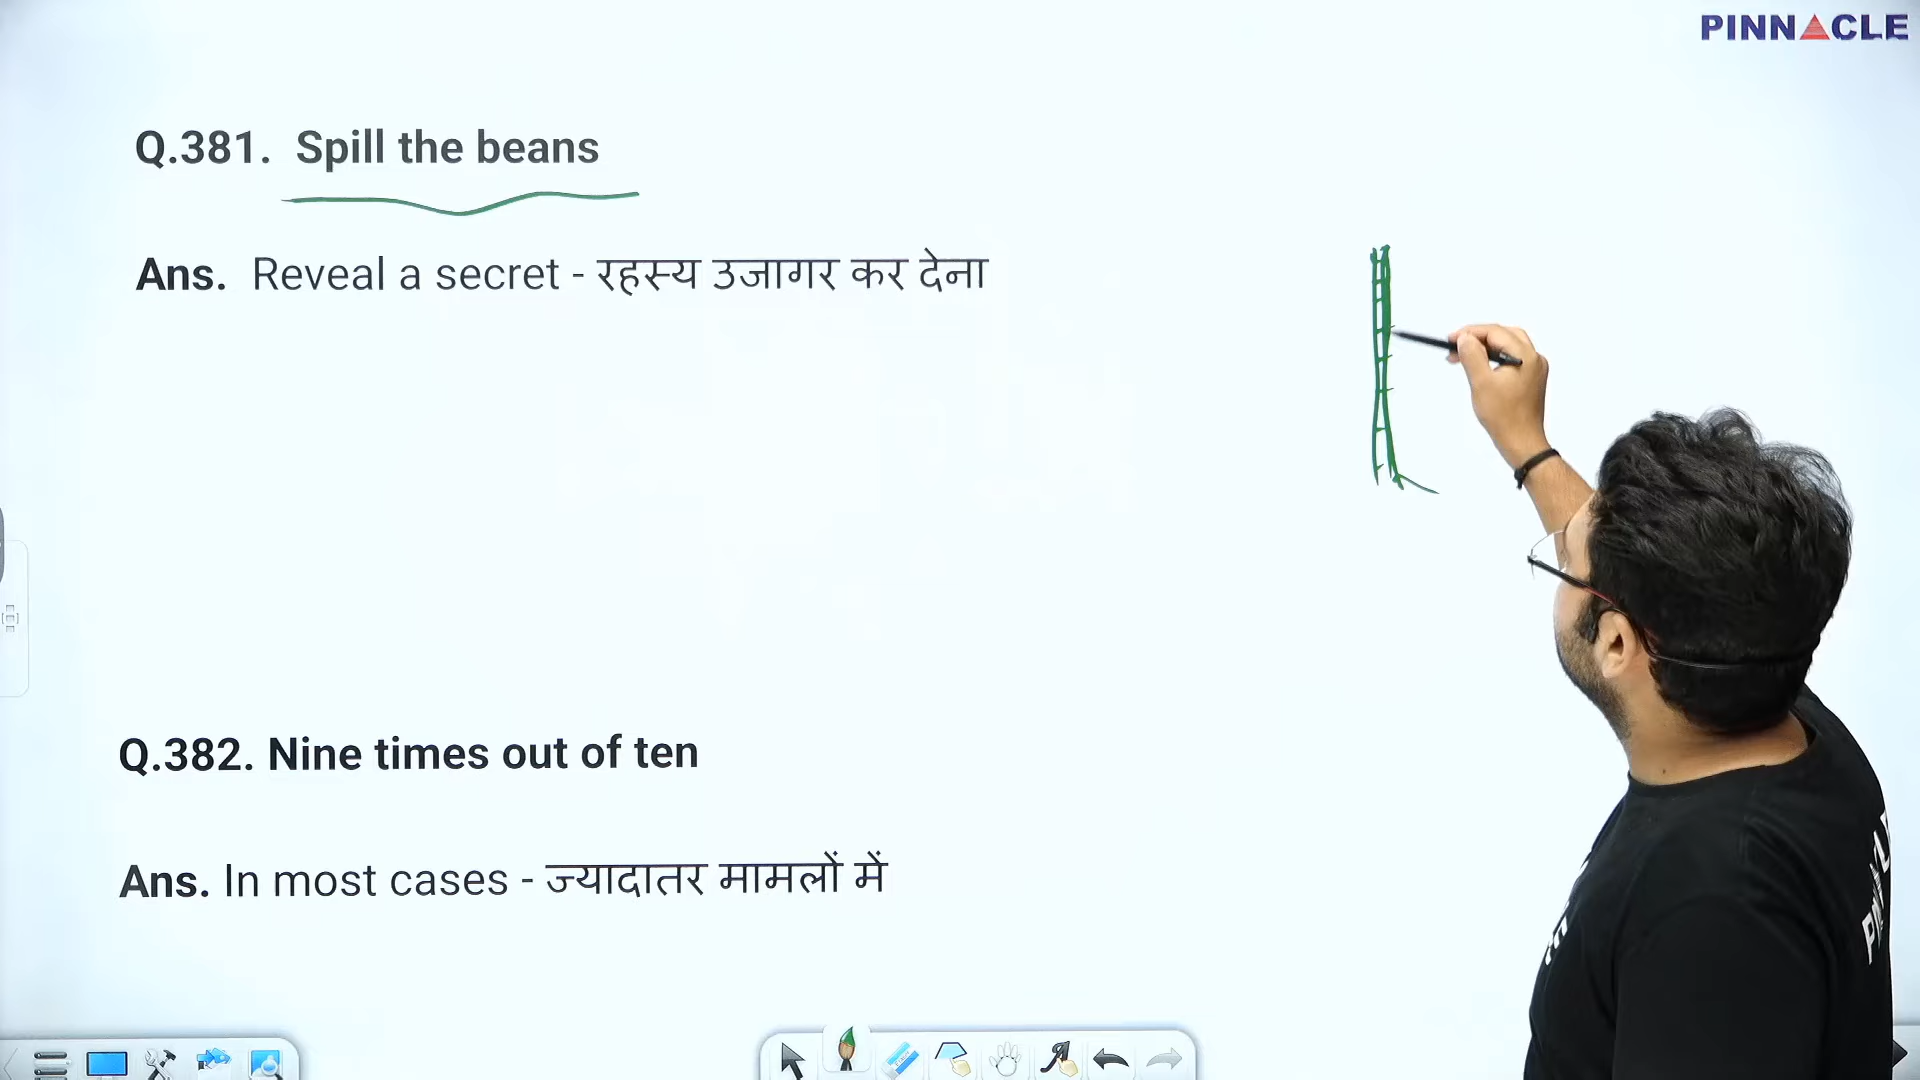 PINNACLE
Q.381. Spill the beans
Ans. Reveal a secret - रहस्य उजागर कर देना
Q.382. Nine times out of ten
Ans. In most cases - ज्यादातर मामलों में